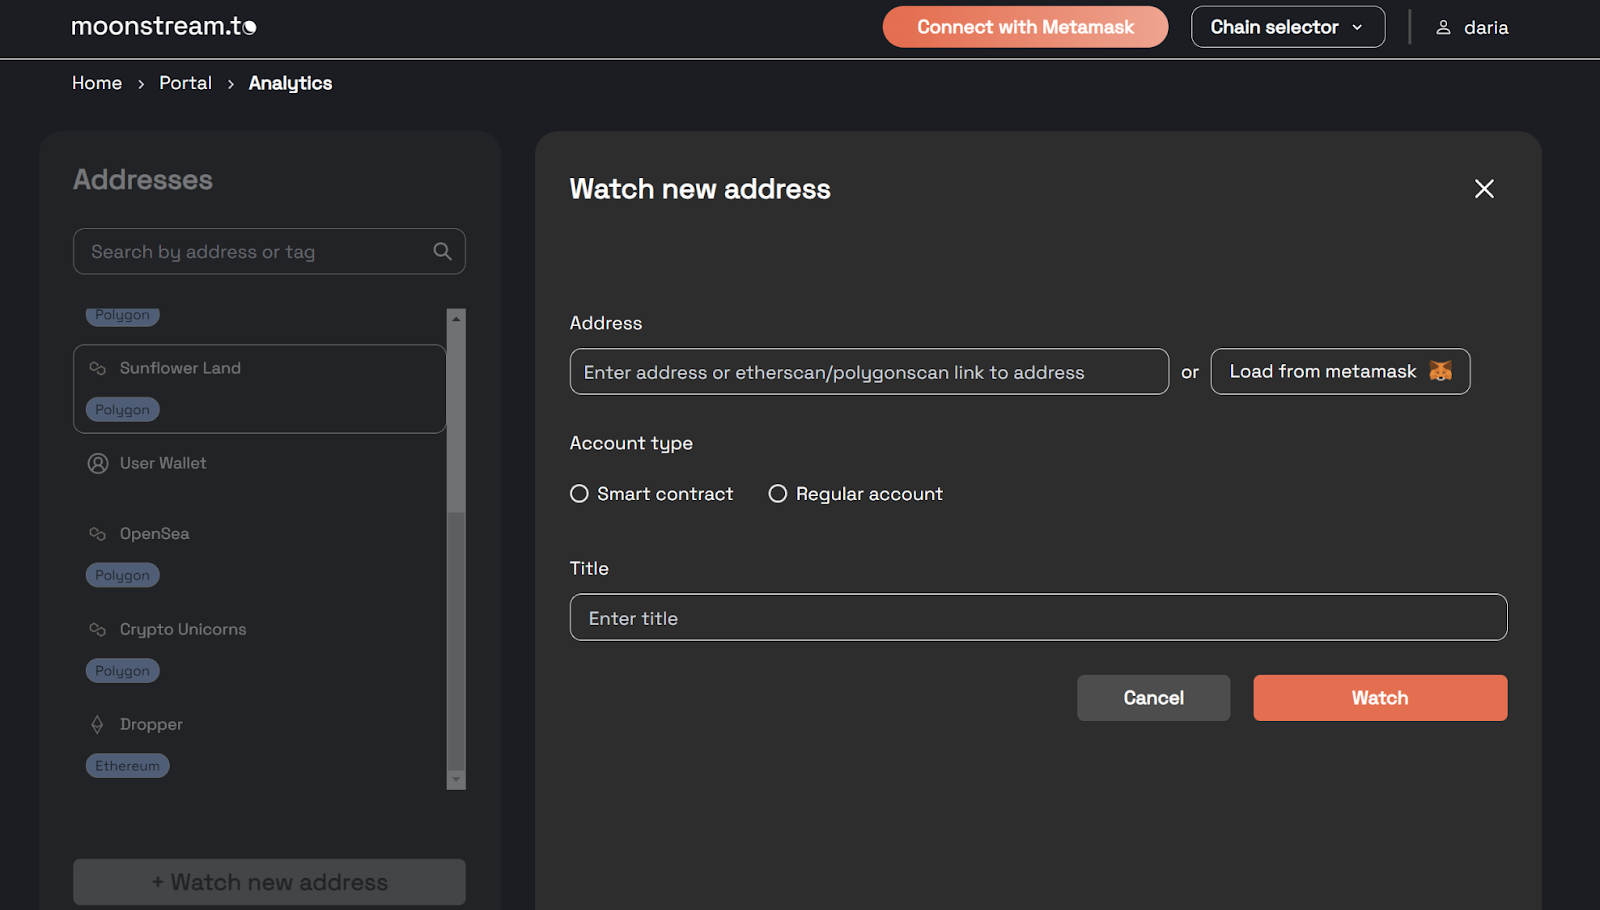 moonstream.to
Connect with Metamask
Chain selector
daria
Home > Portal > Analytics
Addresses
Search by address or tag
Polygon
Sunflower Land
Polygon
User Wallet
OpenSea
Polygon
Crypto Unicorns
Polygon
Dropper
Ethereum
+ Watch new address
Watch new address
Address
Enter address or etherscan/polygonscan link to address
or
Load from metamask
Account type
Smart contract
Regular account
Title
Enter title
Cancel
Watch